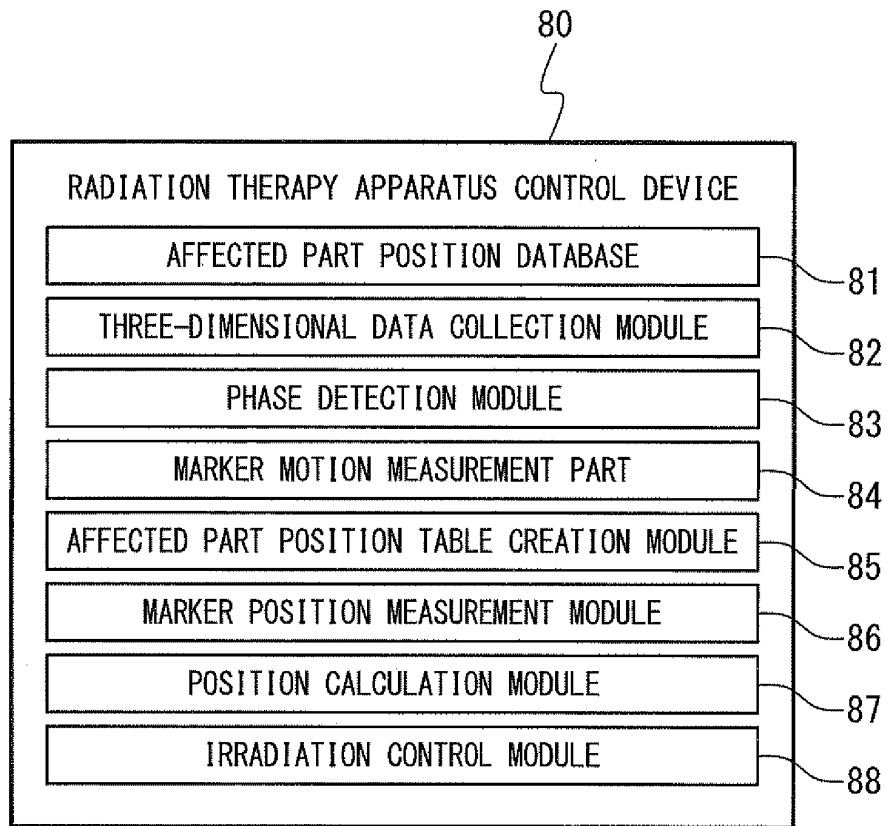 80
RADIATION THERAPY APPARATUS CONTROL DEVICE
AFFECTED PART POSITION DATABASE
81
THREE-DIMENSIONAL DATA COLLECTION MODULE
82
PHASE DETECTION MODULE
83
MARKER MOTION MEASUREMENT PART
84
AFFECTED PART POSITION TABLE CREATION MODULE
85
MARKER POSITION MEASUREMENT MODULE
86
POSITION CALCULATION MODULE
87
IRRADIATION CONTROL MODULE
88